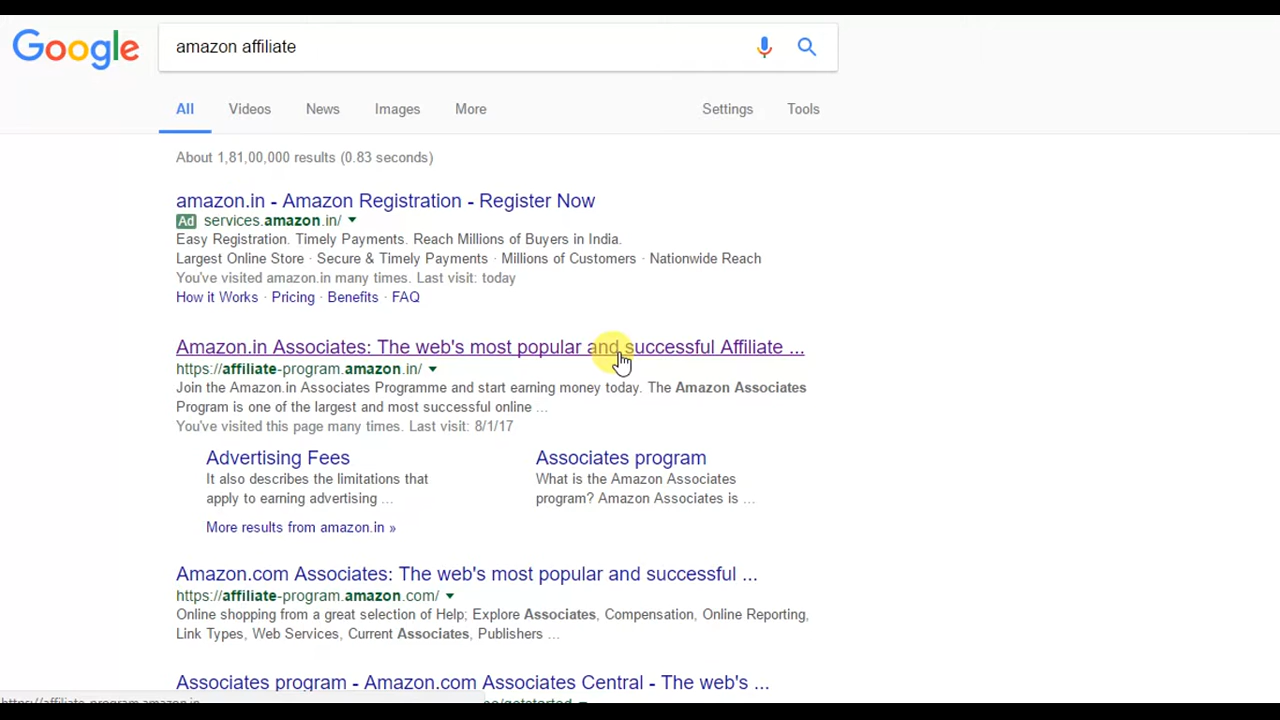 Google
amazon affiliate
All Videos News Images More Settings Tools
About 1,81,00,000 results (0.83 seconds)
amazon.in - Amazon Registration - Register Now
Ad services.amazon.in/
Easy Registration. Timely Payments. Reach Millions of Buyers in India.
Largest Online Store · Secure & Timely Payments · Millions of Customers · Nationwide Reach
You've visited amazon.in many times. Last visit: today
How it Works · Pricing · Benefits · FAQ
Amazon.in Associates: The web's most popular and successful Affiliate ...
https://affiliate-program.amazon.in/
Join the Amazon.in Associates Programme and start earning money today. The Amazon Associates
Program is one of the largest and most successful online ...
You've visited this page many times. Last visit: 8/1/17
Advertising Fees
It also describes the limitations that
apply to earning advertising ...
Associates program
What is the Amazon Associates
program? Amazon Associates is ...
More results from amazon.in »
Amazon.com Associates: The web's most popular and successful ...
https://affiliate-program.amazon.com/
Online shopping from a great selection of Help; Explore Associates, Compensation, Online Reporting,
Link Types, Web Services, Current Associates, Publishers ...
Associates program - Amazon.com Associates Central - The web's ...
https://affiliate-program.amazon.in